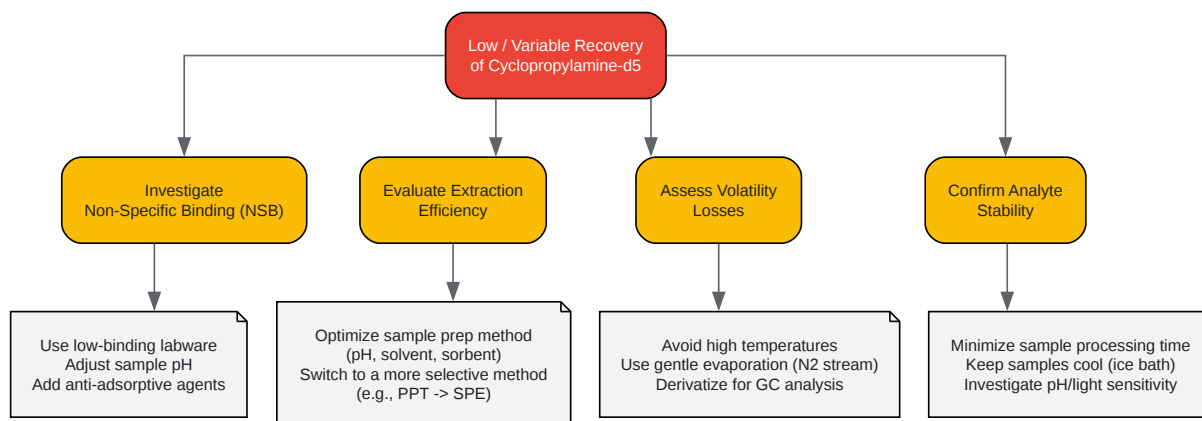 Low / Variable Recovery
of Cyclopropylamine-d5
Investigate
Non-Specific Binding (NSB)
Evaluate Extraction
Efficiency
Assess Volatility
Losses
Confirm Analyte
Stability
Use low-binding labware
Adjust sample pH
Add anti-adsorptive agents
Optimize sample prep method
(pH, solvent, sorbent)
Switch to a more selective method
(e.g., PPT -> SPE)
Avoid high temperatures
Use gentle evaporation (N2 stream)
Derivatize for GC analysis
Minimize sample processing time
Keep samples cool (ice bath)
Investigate pH/light sensitivity